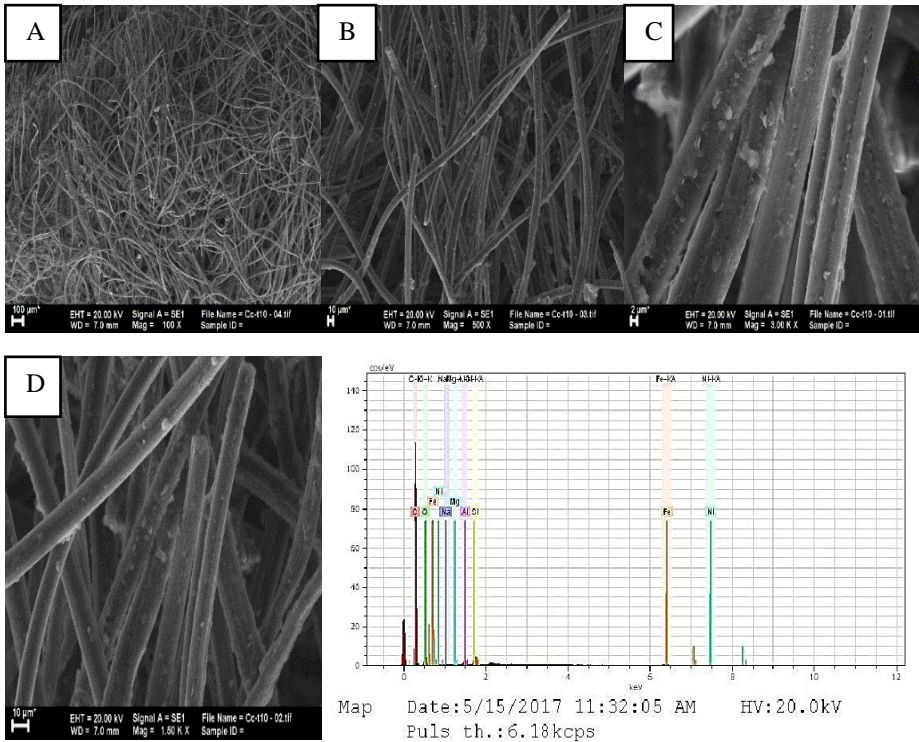 A
B
C
100 µm*
EHT = 20.00 kV Signal A = SE1 File Name = Cc-t10 - 04.tif
WD = 7.0 mm Mag = 100 X Sample ID =
10 µm*
EHT = 20.00 kV Signal A = SE1 File Name = Cc-t10 - 03.tif
WD = 7.0 mm Mag = 500 X Sample ID =
2 µm*
EHT = 20.00 kV Signal A = SE1 File Name = Cc-t10 - 01.tif
WD = 7.0 mm Mag = 3.00 K X Sample ID =
D
10 µm*
EHT = 20.00 kV Signal A = SE1 File Name = Cc-t10 - 02.tif
WD = 7.0 mm Mag = 1.50 K X Sample ID =
cps/eV
Fe-KA Ni-KA
140
120
100
80
60
40
20
0
Ni
Fe Mg
C O Na Al Si Fe Ni
0 2 4 6 8 10 12
keV
Map Date:5/15/2017 11:32:05 AM HV:20.0kV
Puls th.:6.18kcps